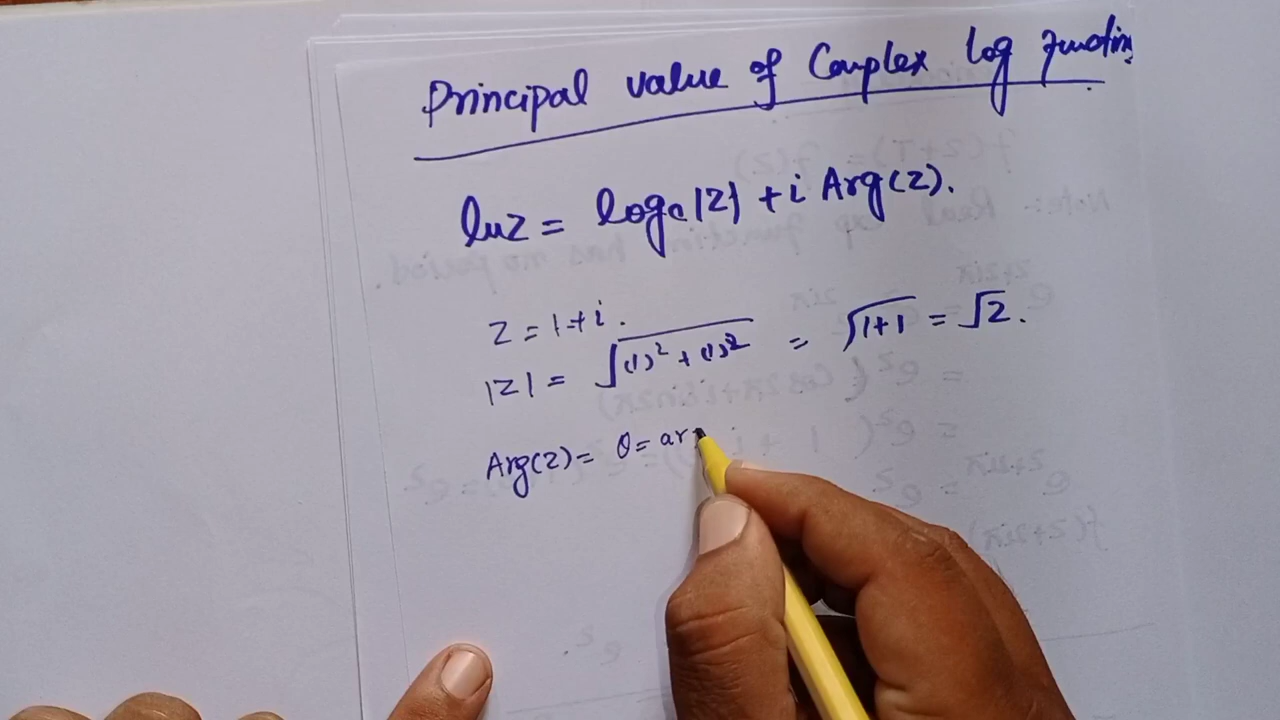 Principal value of Complex log function
ln z = logₑ|z| + i Arg(z).
z = 1+i.
|z| = √((1)² + (1)²) = √(1+1) = √2.
Arg(z) = θ = ar